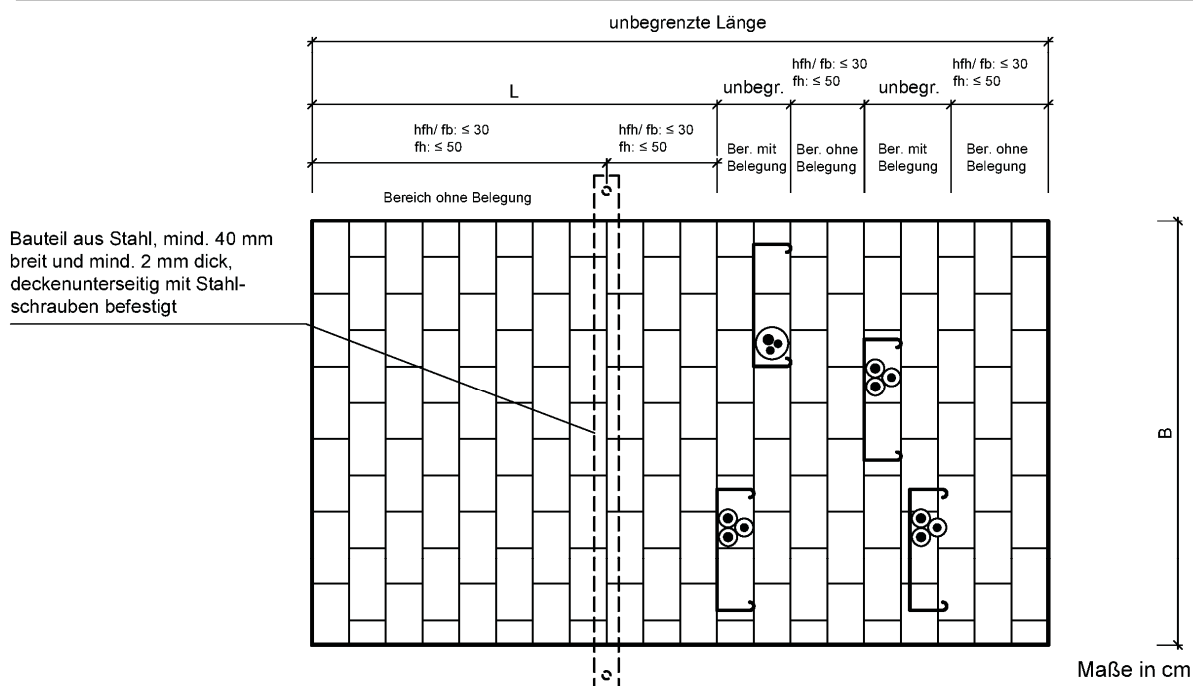 unbegrenzte Länge
hfh/ fb: ≤ 30
fh: ≤ 50
hfh/ fb: ≤ 30
fh: ≤ 50
L
unbegr.
unbegr.
hfh/ fb: ≤ 30
fh: ≤ 50
hfh/ fb: ≤ 30
fh: ≤ 50
Ber. mit
Belegung
Ber. ohne
Belegung
Ber. mit
Belegung
Ber. ohne
Belegung
Bereich ohne Belegung
Bauteil aus Stahl, mind. 40 mm
breit und mind. 2 mm dick,
deckenunterseitig mit Stahl-
schrauben befestigt
B
Maße in cm